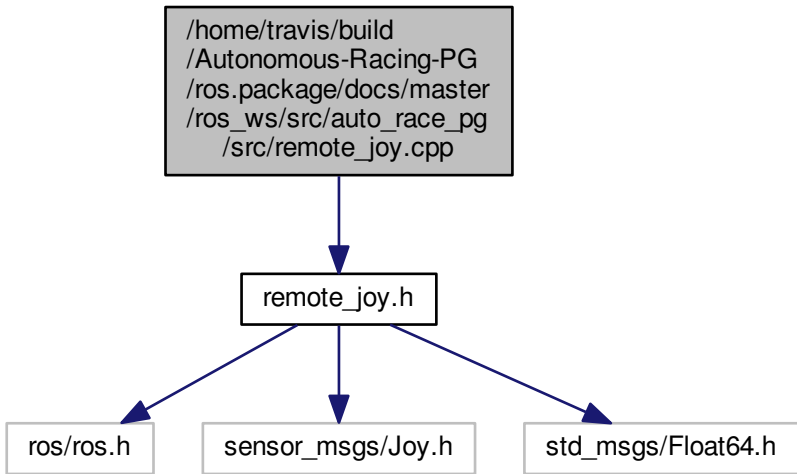 /home/travis/build
/Autonomous-Racing-PG
/ros.package/docs/master
/ros_ws/src/auto_race_pg
/src/remote_joy.cpp
remote_joy.h
ros/ros.h
sensor_msgs/Joy.h
std_msgs/Float64.h